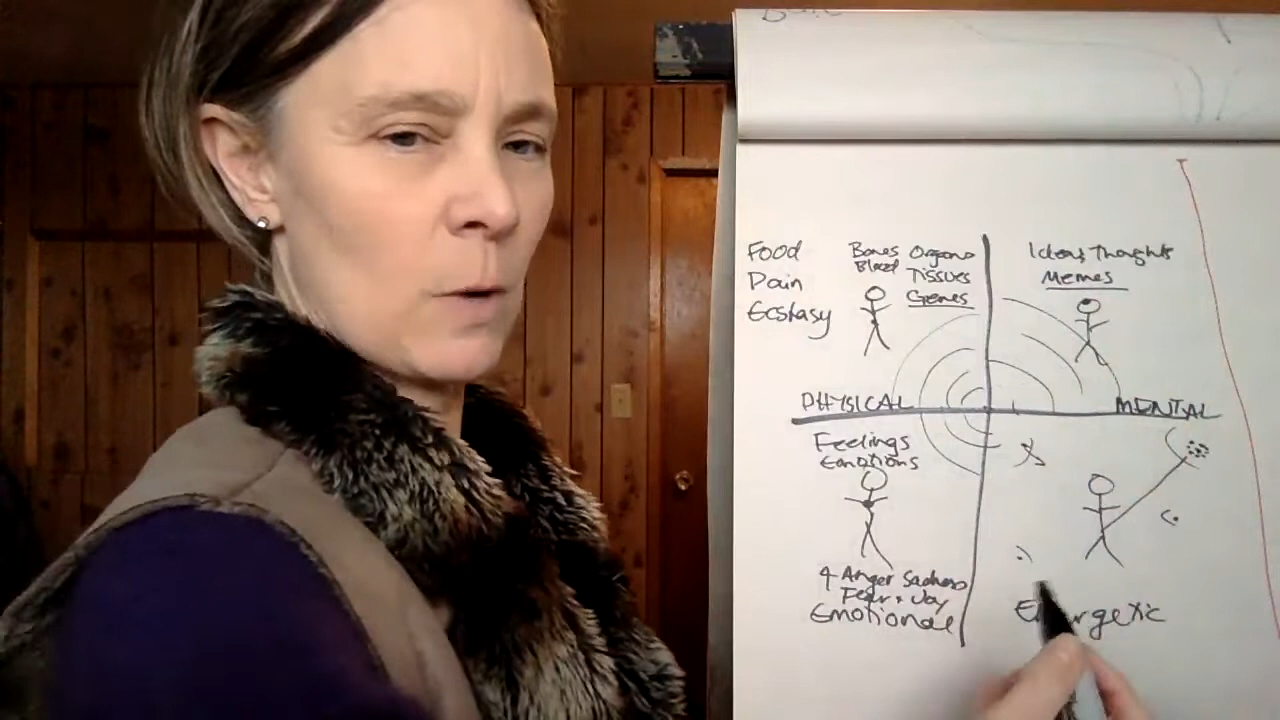 Food
Pain
Ecstasy
Bones Organs
Blood Tissues
Genes
Ideas, Thoughts
Memes
PHYSICAL
MENTAL
Feelings
Emotions
4 Anger Sadness
Fear + Joy
Emotional
Energetic